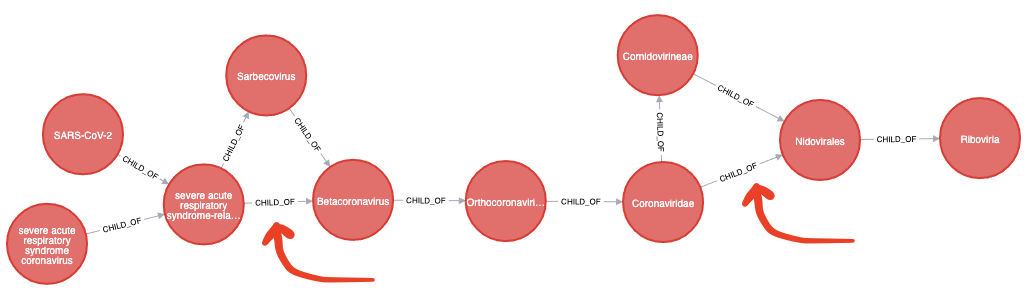 Cornidovirineae
CHILD_OF
Sarbecovirus
SARS-CoV-2
CHILD_OF
CHILD_OF
CHILD_OF
CHILD_OF
Nidovirales
CHILD_OF
Riboviria
CHILD_OF
CHILD_OF
severe acute
respiratory
syndrome-rela...
CHILD_OF
Betacoronavirus
CHILD_OF
Orthocoronaviri...
CHILD_OF
Coronaviridae
CHILD_OF
severe acute
respiratory
syndrome
coronavirus